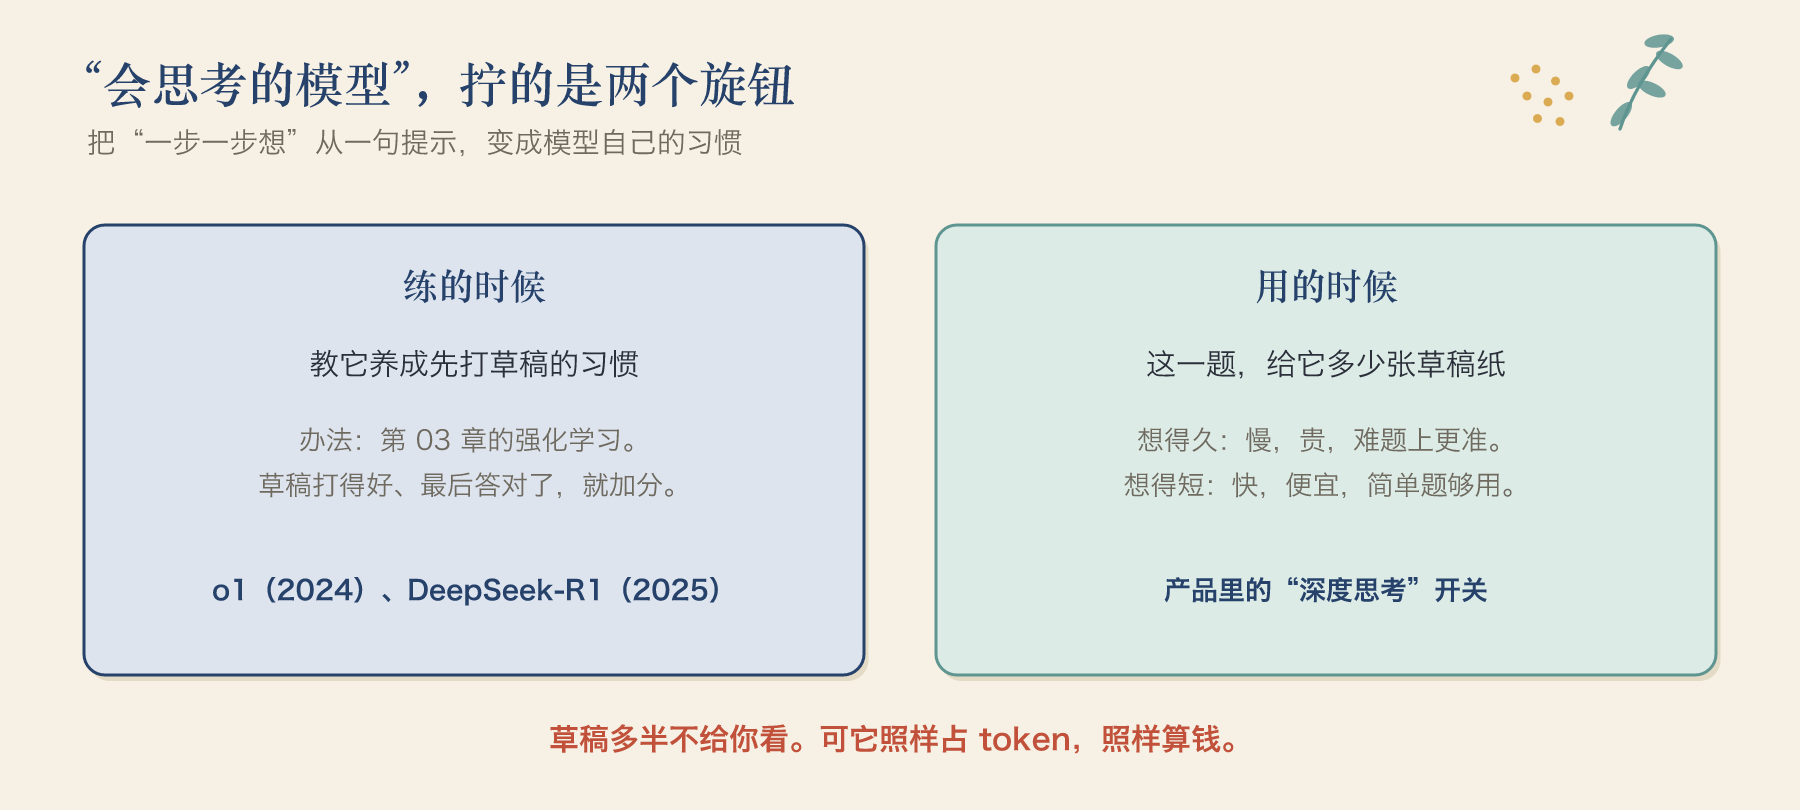 “会思考的模型”，拧的是两个旋钮
把“一步一步想”从一句提示，变成模型自己的习惯
练的时候
教它养成先打草稿的习惯
办法：第 03 章的强化学习。
草稿打得好、最后答对了，就加分。
o1（2024）、DeepSeek-R1（2025）
用的时候
这一题，给它多少张草稿纸
想得久：慢，贵，难题上更准。
想得短：快，便宜，简单题够用。
产品里的“深度思考”开关
草稿多半不给你看。可它照样占 token，照样算钱。